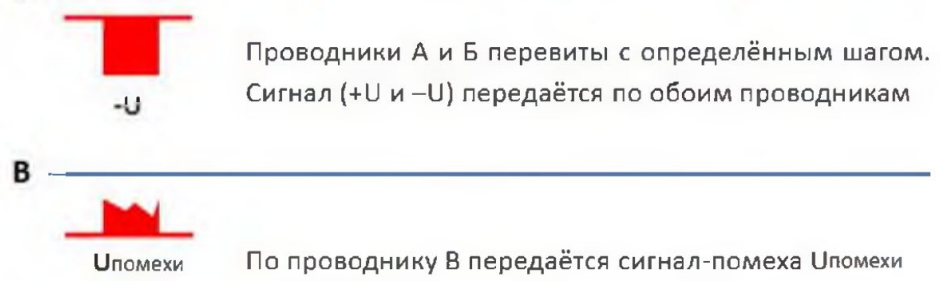 Проводники А и Б перевиты с определённым шагом.
-U
Сигнал (+U и –U) передаётся по обоим проводникам
В
Uпомехи
По проводнику В передаётся сигнал-помеха Uпомехи